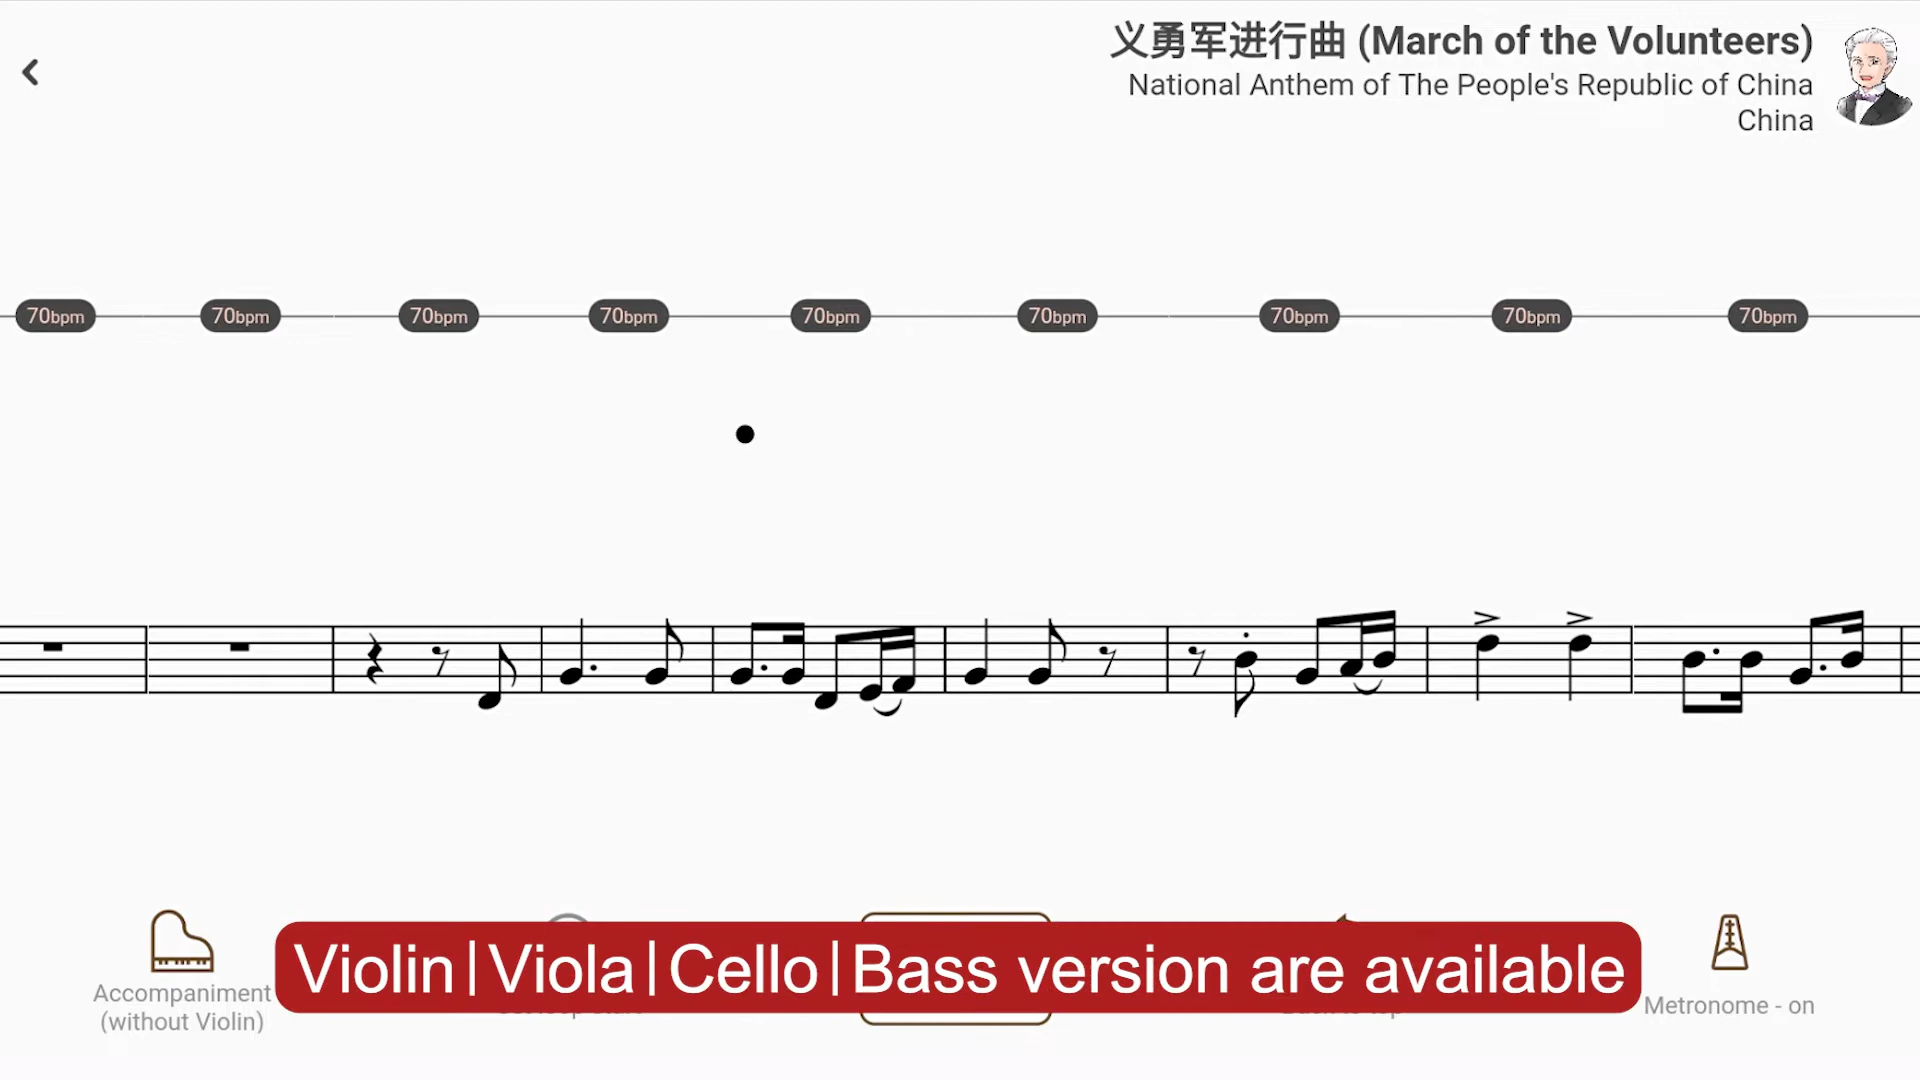 义勇军进行曲 (March of the Volunteers)
National Anthem of The People's Republic of China
China
70bpm 70bpm 70bpm 70bpm 70bpm 70bpm 70bpm 70bpm 70bpm
Violin|Viola|Cello|Bass version are available
Accompaniment
(without Violin)
Metronome - on